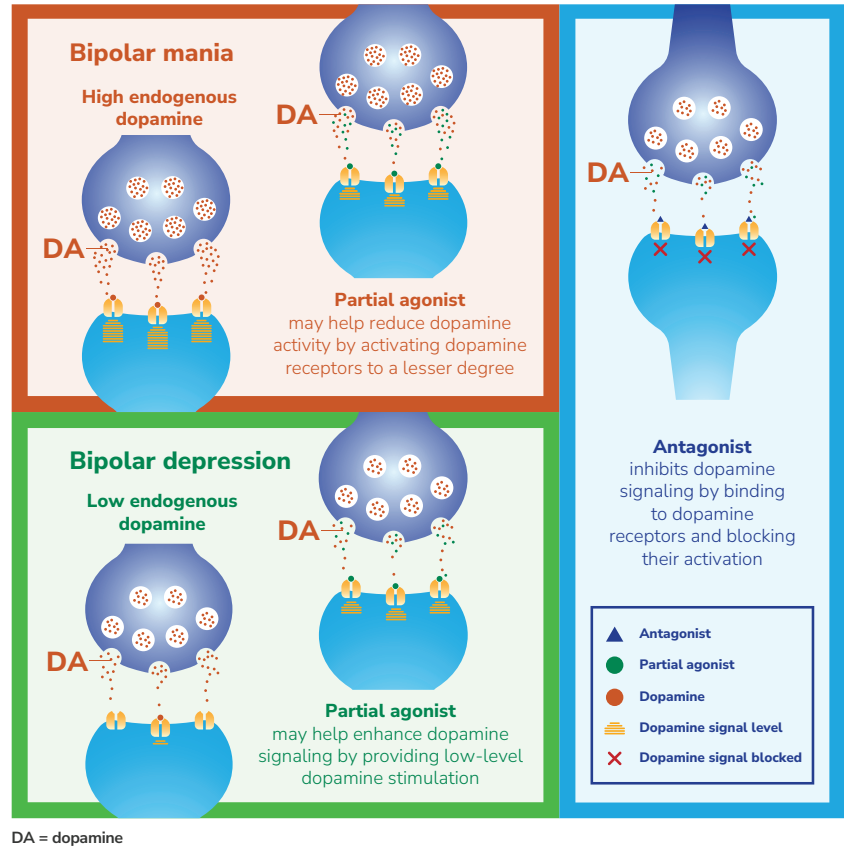 Bipolar mania
High endogenous
dopamine
DA
DA
Partial agonist
may help reduce dopamine
activity by activating dopamine
receptors to a lesser degree
Bipolar depression
Low endogenous
dopamine
DA
DA
Partial agonist
may help enhance dopamine
signaling by providing low-level
dopamine stimulation
DA
Antagonist
inhibits dopamine
signaling by binding
to dopamine
receptors and blocking
their activation
Antagonist
Partial agonist
Dopamine
Dopamine signal level
Dopamine signal blocked
DA = dopamine